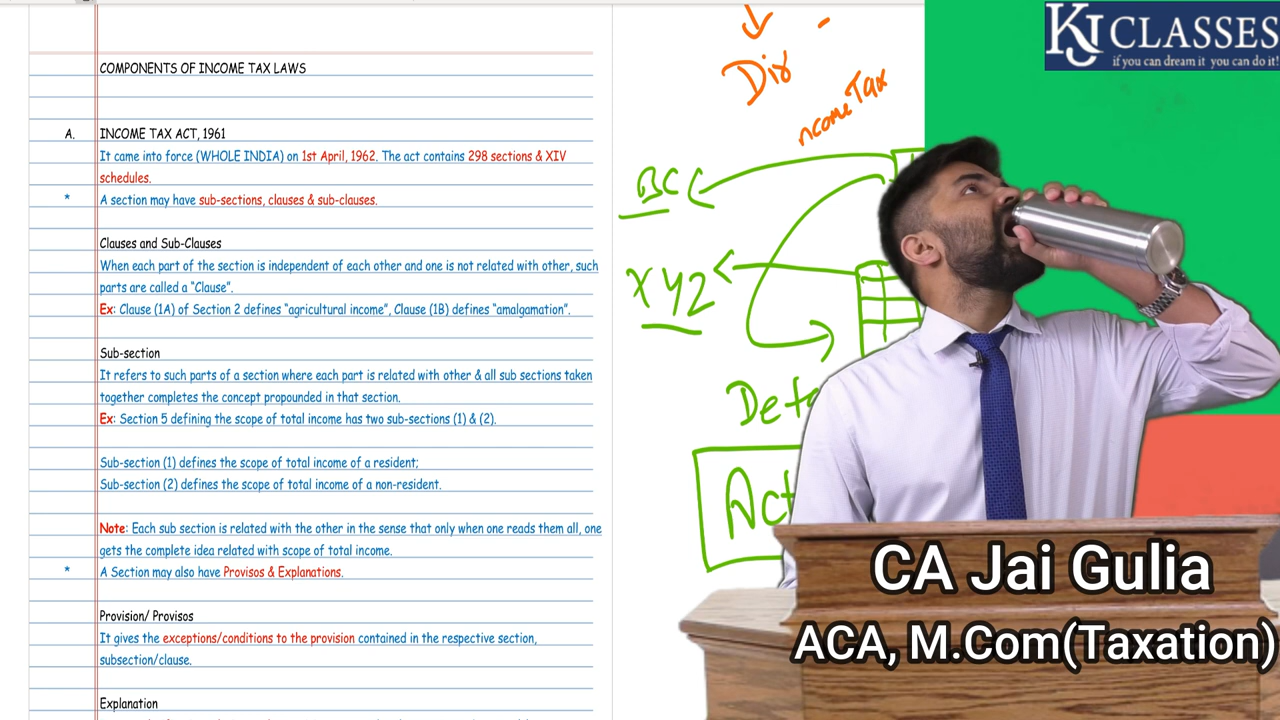 COMPONENTS OF INCOME TAX LAWS
A. INCOME TAX ACT, 1961
It came into force (WHOLE INDIA) on 1st April, 1962. The act contains 298 sections & XIV
schedules.
* A section may have sub-sections, clauses & sub-clauses.
Clauses and Sub-Clauses
When each part of the section is independent of each other and one is not related with other, such
parts are called a “Clause”.
Ex: Clause (1A) of Section 2 defines “agricultural income”, Clause (1B) defines “amalgamation”.
Sub-section
It refers to such parts of a section where each part is related with other & all sub sections taken
together completes the concept propounded in that section.
Ex: Section 5 defining the scope of total income has two sub-sections (1) & (2).
Sub-section (1) defines the scope of total income of a resident;
Sub-section (2) defines the scope of total income of a non-resident.
Note: Each sub section is related with the other in the sense that only when one reads them all, one
gets the complete idea related with scope of total income.
* A Section may also have Provisos & Explanations.
Provision/ Provisos
It gives the exceptions/conditions to the provision contained in the respective section,
subsection/clause.
Explanation
Dir
ncome Tax
BC
XYZ
Deta
Act
KJ CLASSES
if you can dream it you can do it!
CA Jai Gulia
ACA, M.Com(Taxation)